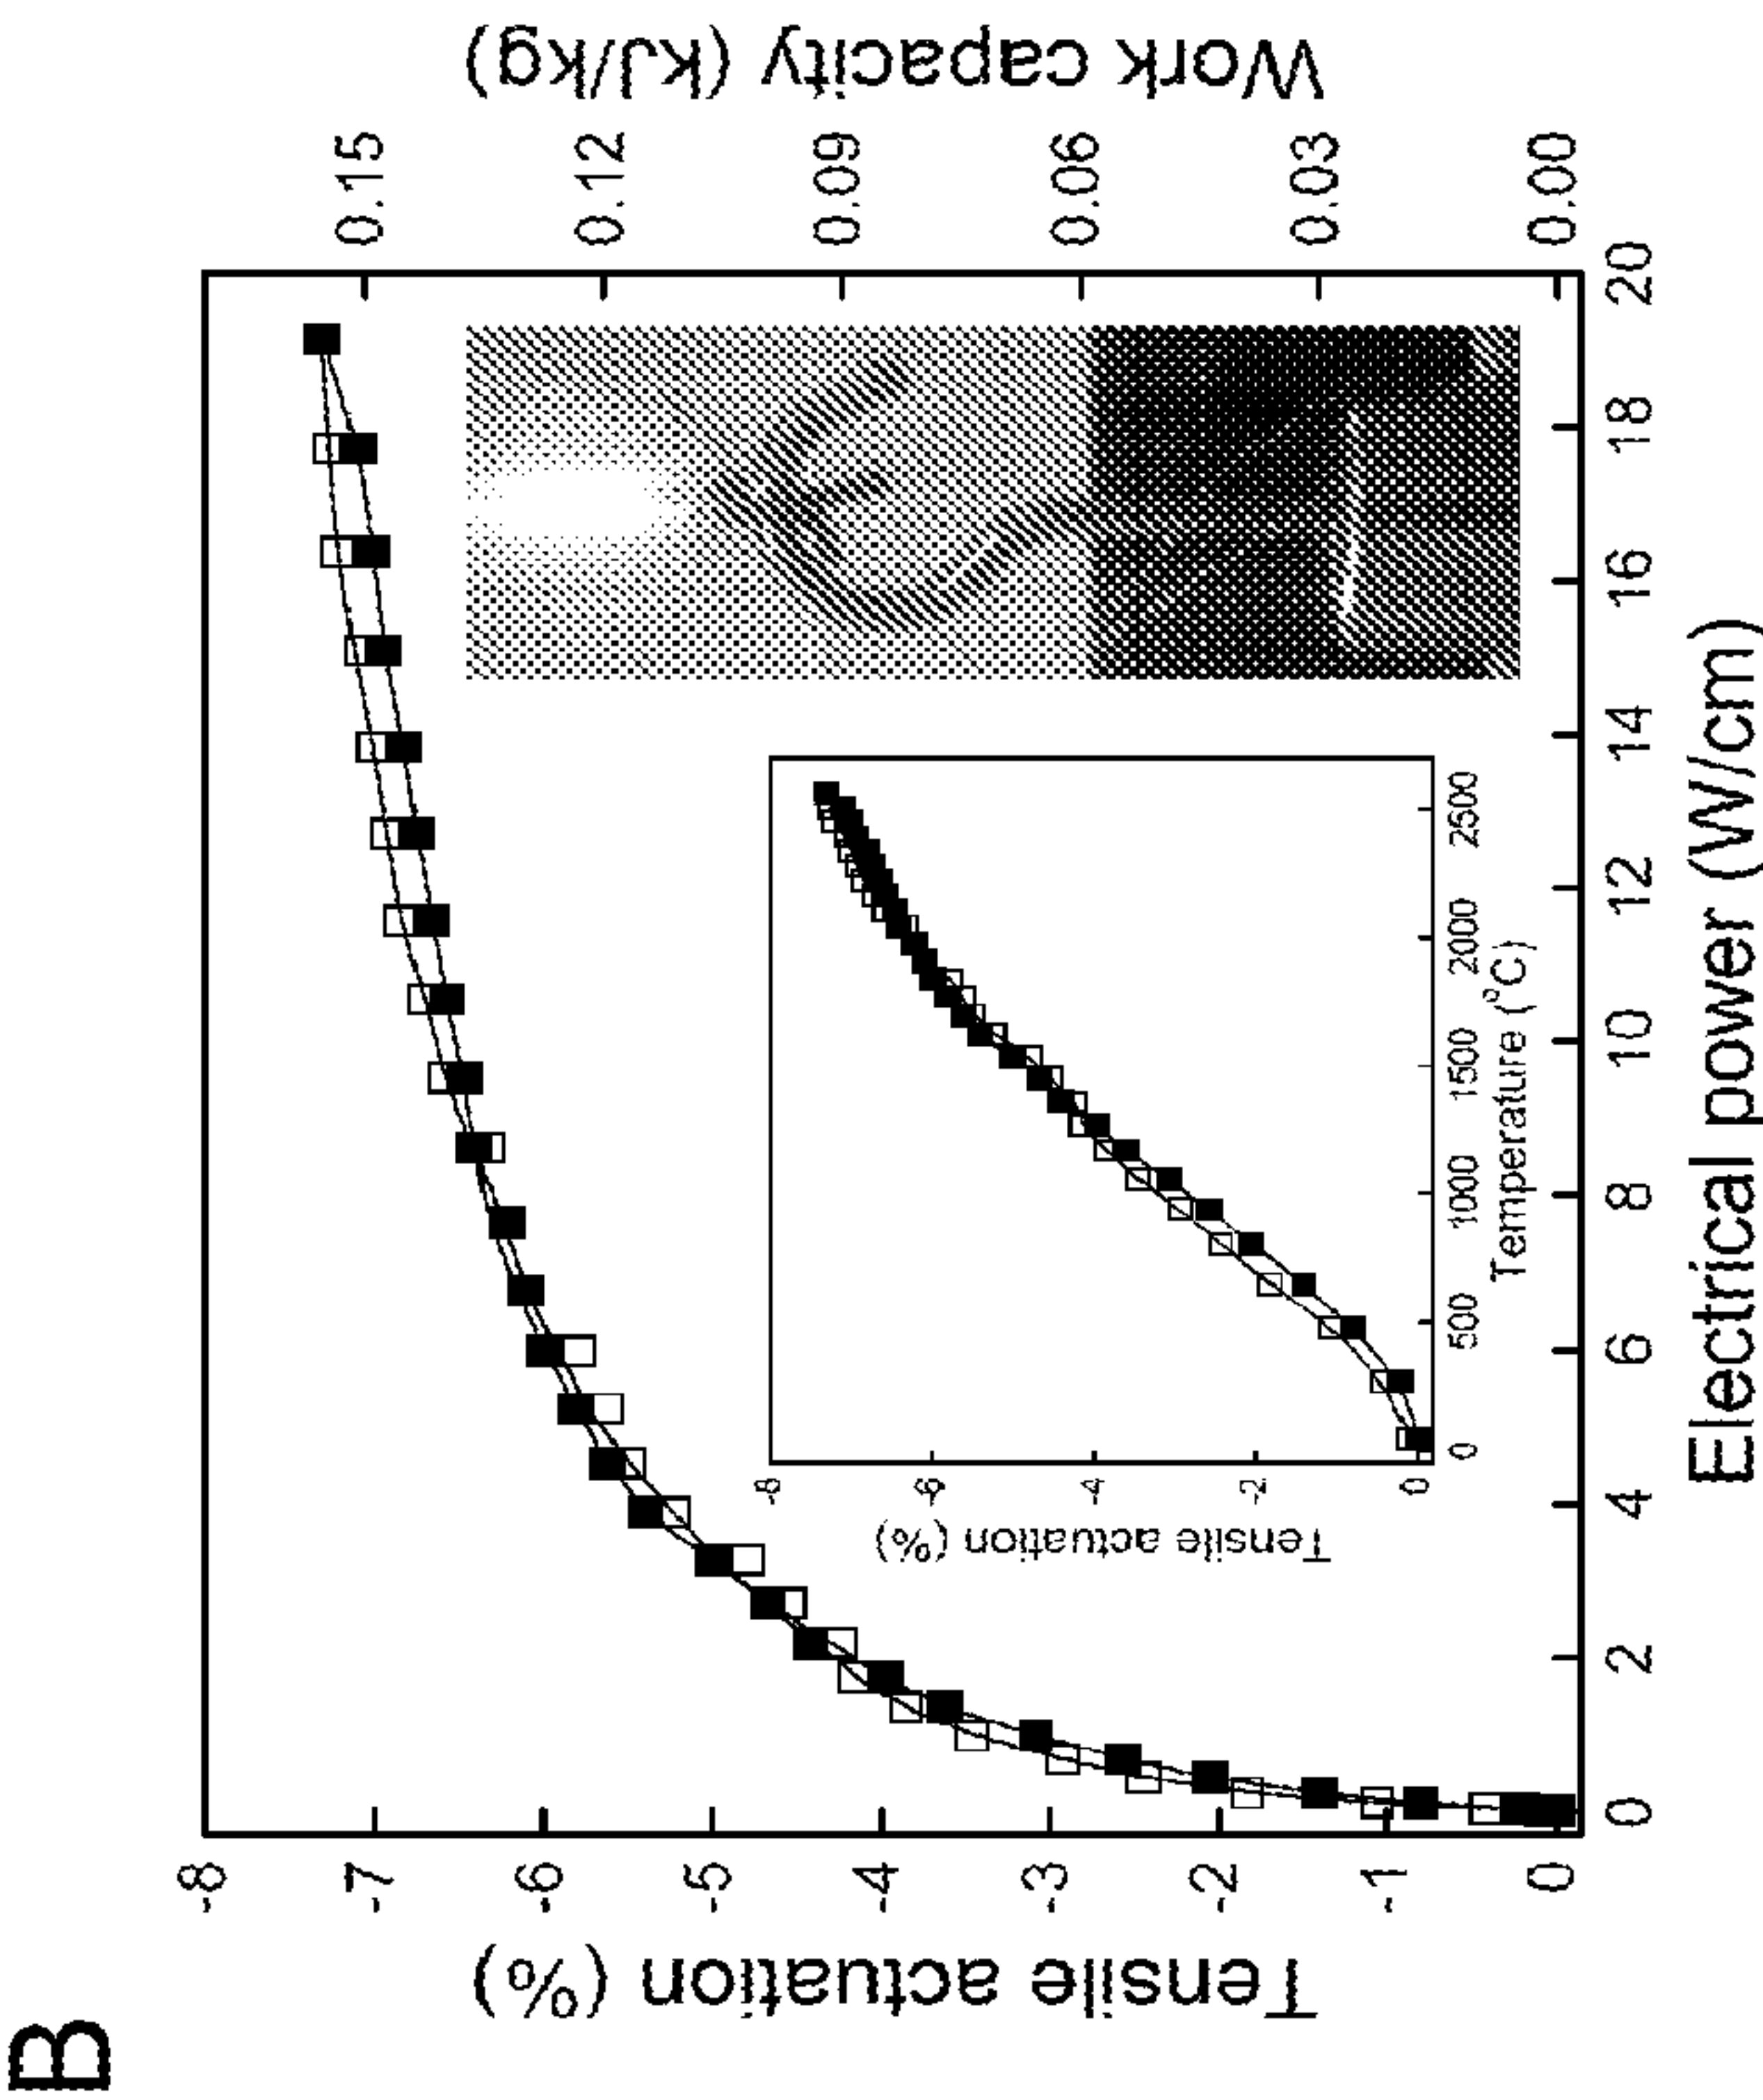 B
Tensile actuation (%)
-8
-7
-6
-5
-4
-3
-2
-1
0
0 2 4 6 8 10 12 14 16 18 20
Electrical power (W/cm)
Work capacity (kJ/kg)
0.15
0.12
0.09
0.06
0.03
0.00
Tensile actuation (%)
-8
-6
-4
-2
0
0 500 1000 1500 2000 2500
Temperature (°C)